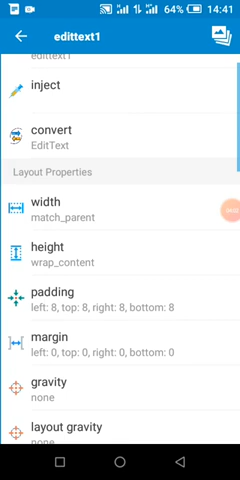 64% 14:41
edittext1
edittext1
inject
convert
EditText
Layout Properties
width
match_parent
height
wrap_content
padding
left: 8, top: 8, right: 8, bottom: 8
margin
left: 0, top: 0, right: 0, bottom: 0
gravity
none
layout gravity
none